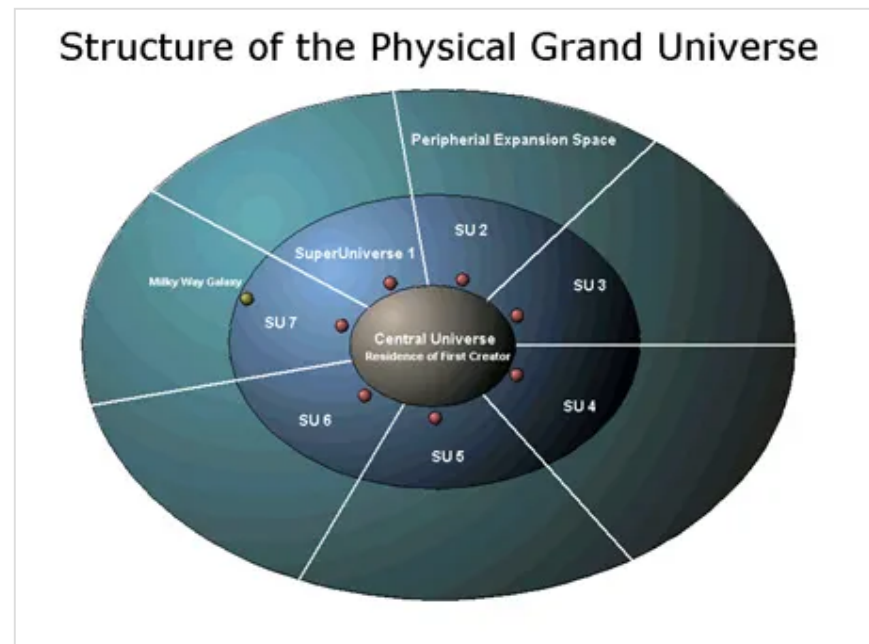 Structure of the Physical Grand Universe
Peripherial Expansion Space
SU 2
SuperUniverse 1
SU 3
Milky Way Galaxy
SU 7
Central Universe
Residence of First Creator
SU 4
SU 6
SU 5